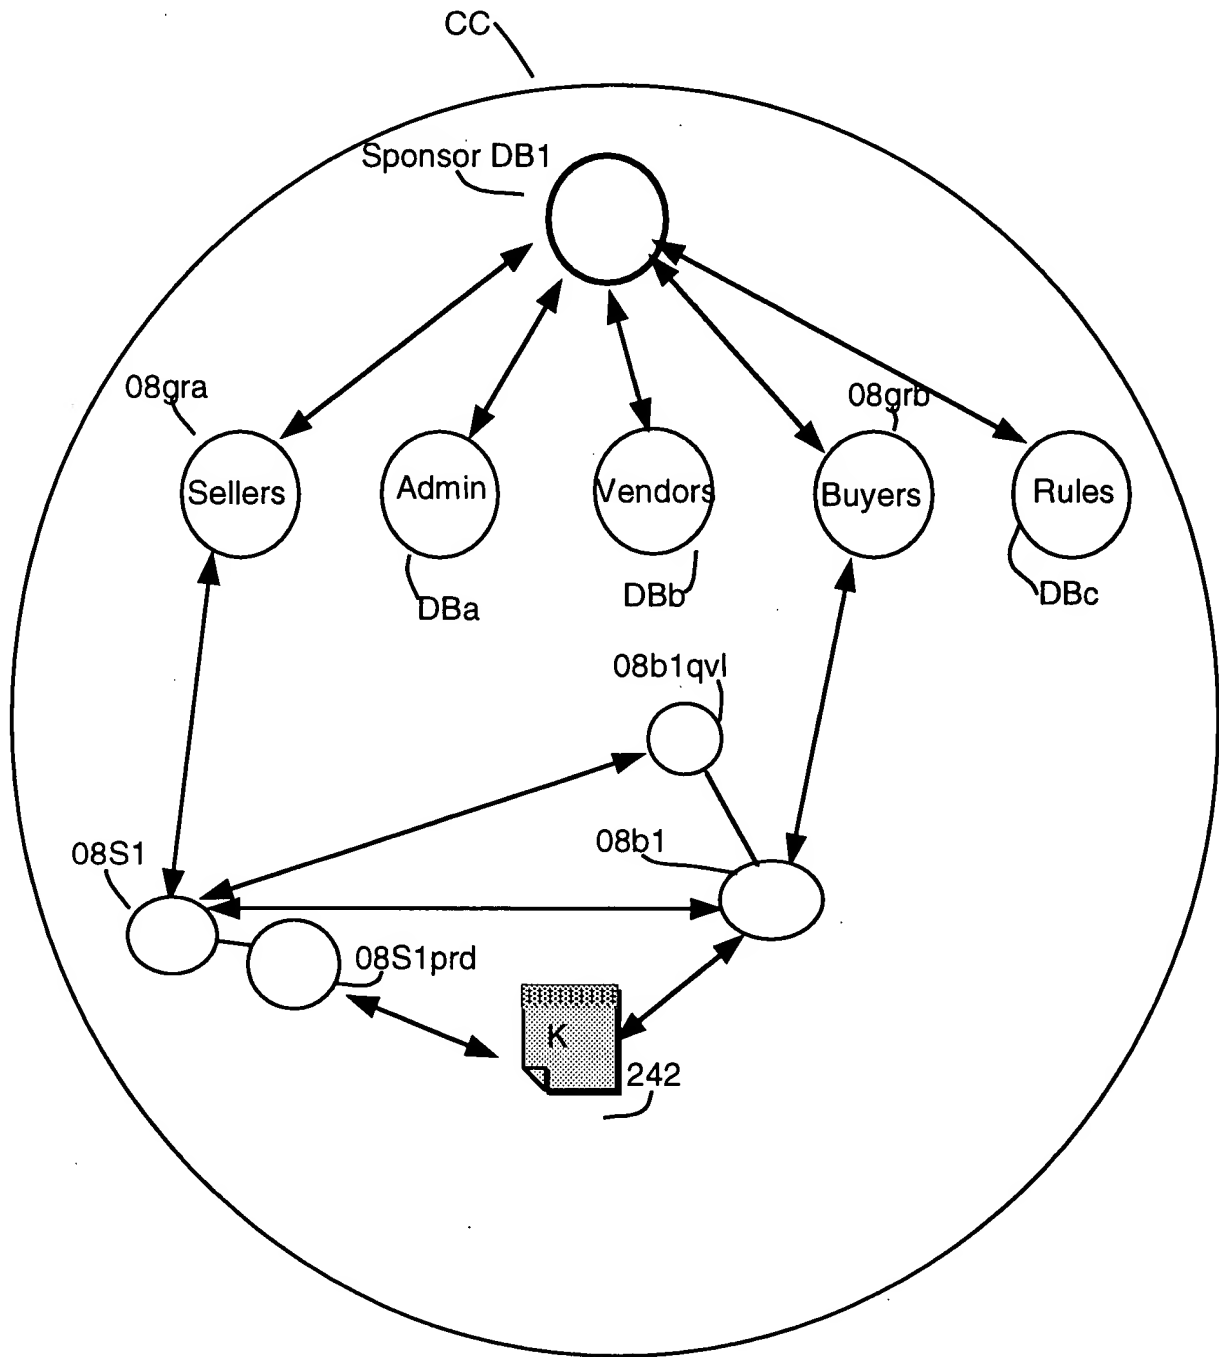 CC
Sponsor DB1
08gra
08grb
Sellers
Admin
Vendors
Buyers
Rules
DBa
DBb
DBc
08b1qvl
08S1
08b1
08S1prd
K
242